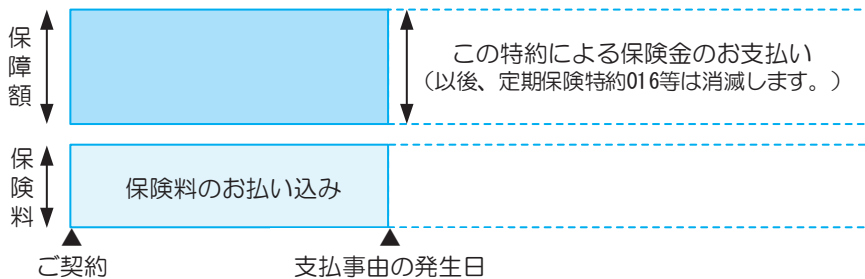 保障額
この特約による保険金のお支払い
（以後、定期保険特約016等は消滅します。）
保険料
保険料のお払い込み
ご契約
支払事由の発生日